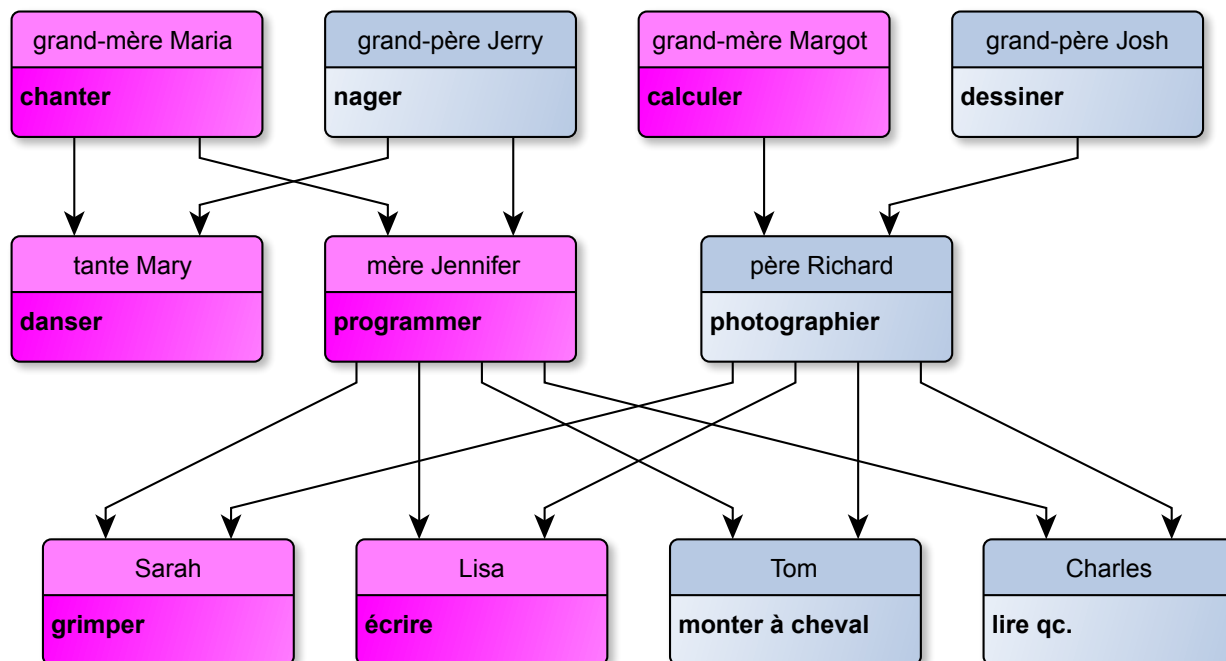 grand-mère Maria
chanter
grand-père Jerry
nager
grand-mère Margot
calculer
grand-père Josh
dessiner
tante Mary
danser
mère Jennifer
programmer
père Richard
photographier
Sarah
grimper
Lisa
écrire
Tom
monter à cheval
Charles
lire qc.